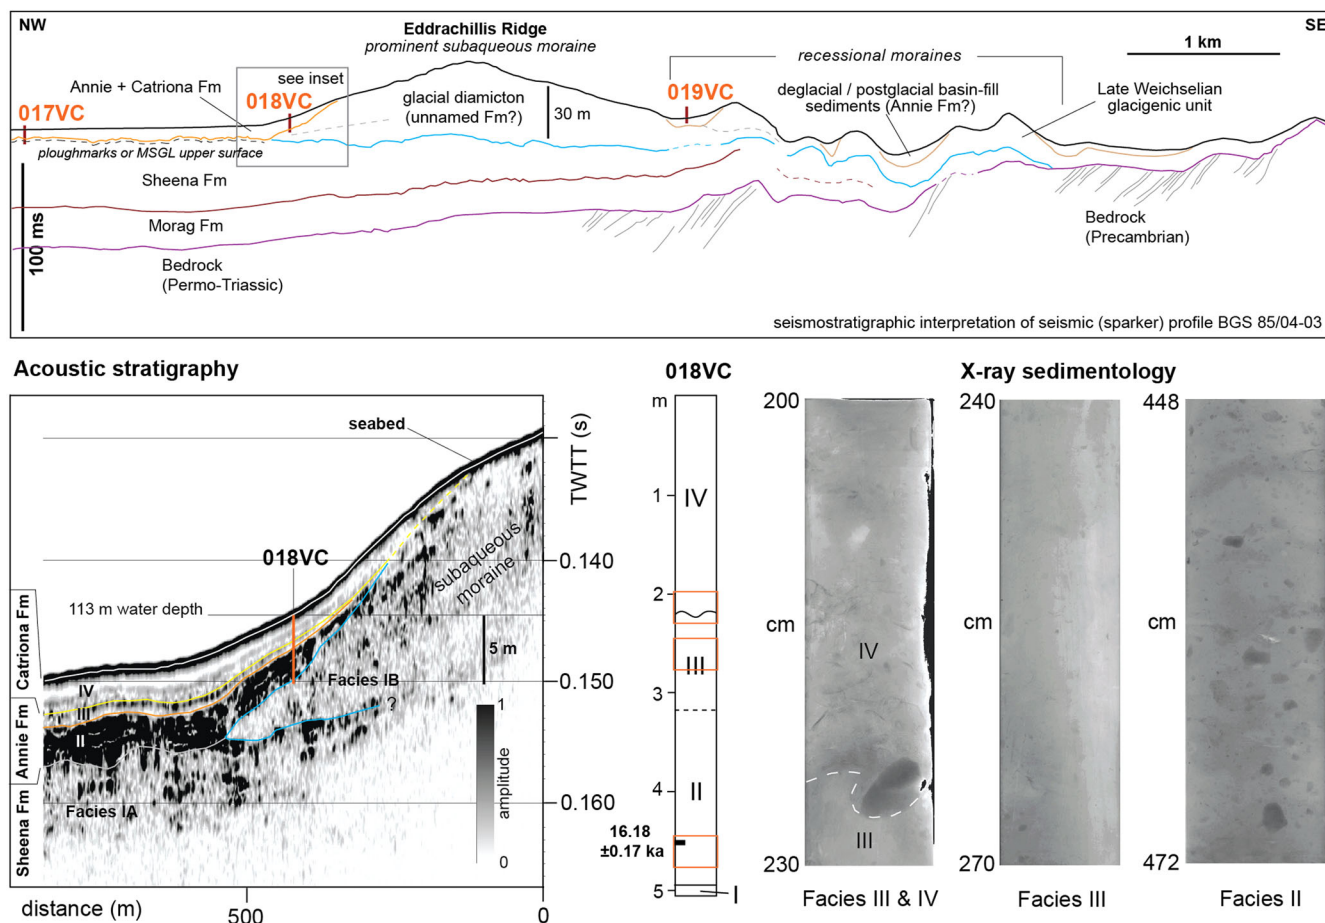 NW
Eddrachillis Ridge
prominent subaqueous moraine
SE
1 km
recessional moraines
see inset
Annie + Catriona Fm
018VC
017VC
019VC
glacial diamicton
(unnamed Fm?)
30 m
deglacial / postglacial basin-fill
sediments (Annie Fm?)
Late Weichselian
glacigenic unit
ploughmarks or MSGL upper surface
Sheena Fm
Morag Fm
100 ms
Bedrock
(Permo-Triassic)
Bedrock
(Precambrian)
seismostratigraphic interpretation of seismic (sparker) profile BGS 85/04-03
Acoustic stratigraphy
seabed
TWTT (s)
018VC
0.140
subaqueous
moraine
113 m water depth
5 m
Catriona Fm
IV
III
Annie Fm
II
Facies IB
?
0.150
1
amplitude
0
Sheena Fm
Facies IA
0.160
distance (m)
500
0
018VC
m
1
IV
2
III
3
II
4
16.18
±0.17 ka
5
I
X-ray sedimentology
200
cm
IV
III
230
Facies III & IV
240
cm
270
Facies III
448
cm
472
Facies II